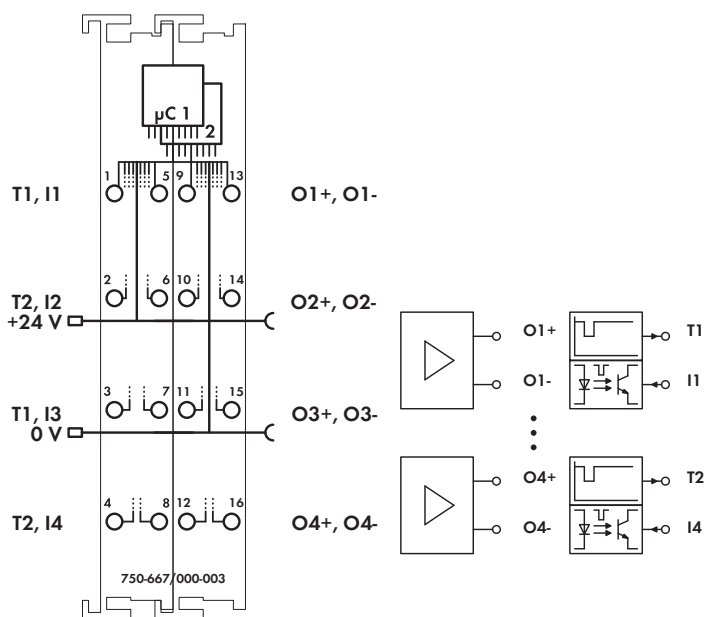 µC 1
2
1 5 9 13
T1, I1 O1+, O1-
2 6 10 14
T2, I2 O2+, O2-
+24 V
3 7 11 15
T1, I3 O3+, O3-
0 V
4 8 12 16
T2, I4 O4+, O4-
750-667/000-003
O1+ T1
O1- I1
O4+ T2
O4- I4